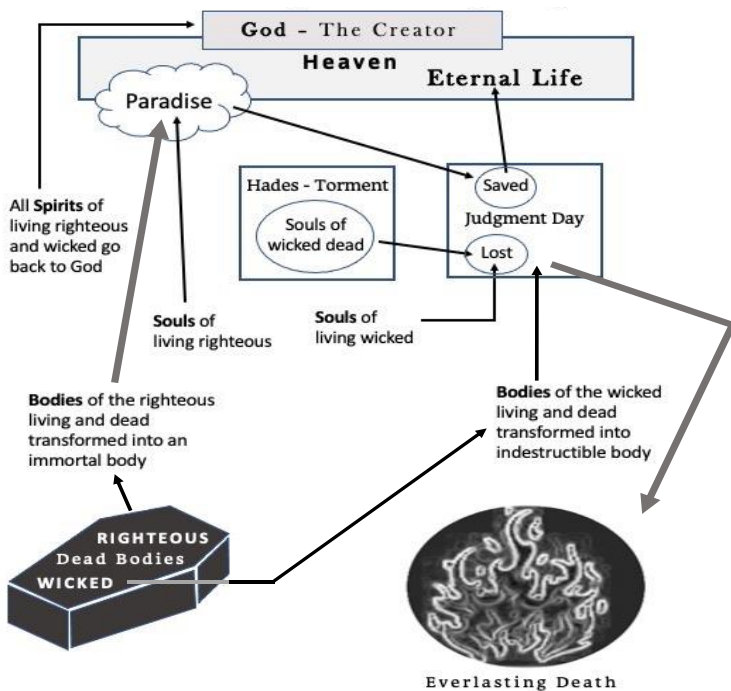 God – The Creator
Heaven
Eternal Life
Paradise
Hades - Torment
Souls of
wicked dead
Saved
Judgment Day
Lost
All Spirits of
living righteous
and wicked go
back to God
Souls of
living righteous
Souls of
living wicked
Bodies of the righteous
living and dead
transformed into an
immortal body
Bodies of the wicked
living and dead
transformed into
indestructible body
RIGHTEOUS
Dead Bodies
WICKED
Everlasting Death